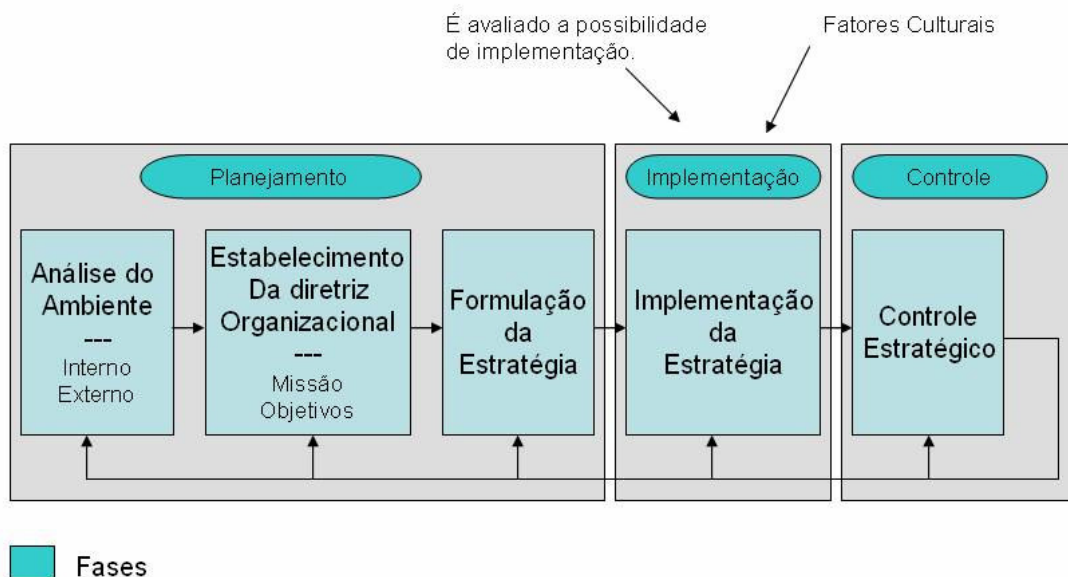 É avaliado a possibilidade
de implementação.
Fatores Culturais
Planejamento
Implementação
Controle
Análise do
Ambiente
---
Interno
Externo
Estabelecimento
Da diretriz
Organizacional
---
Missão
Objetivos
Formulação
da
Estratégia
Implementação
da
Estratégia
Controle
Estratégico
Fases